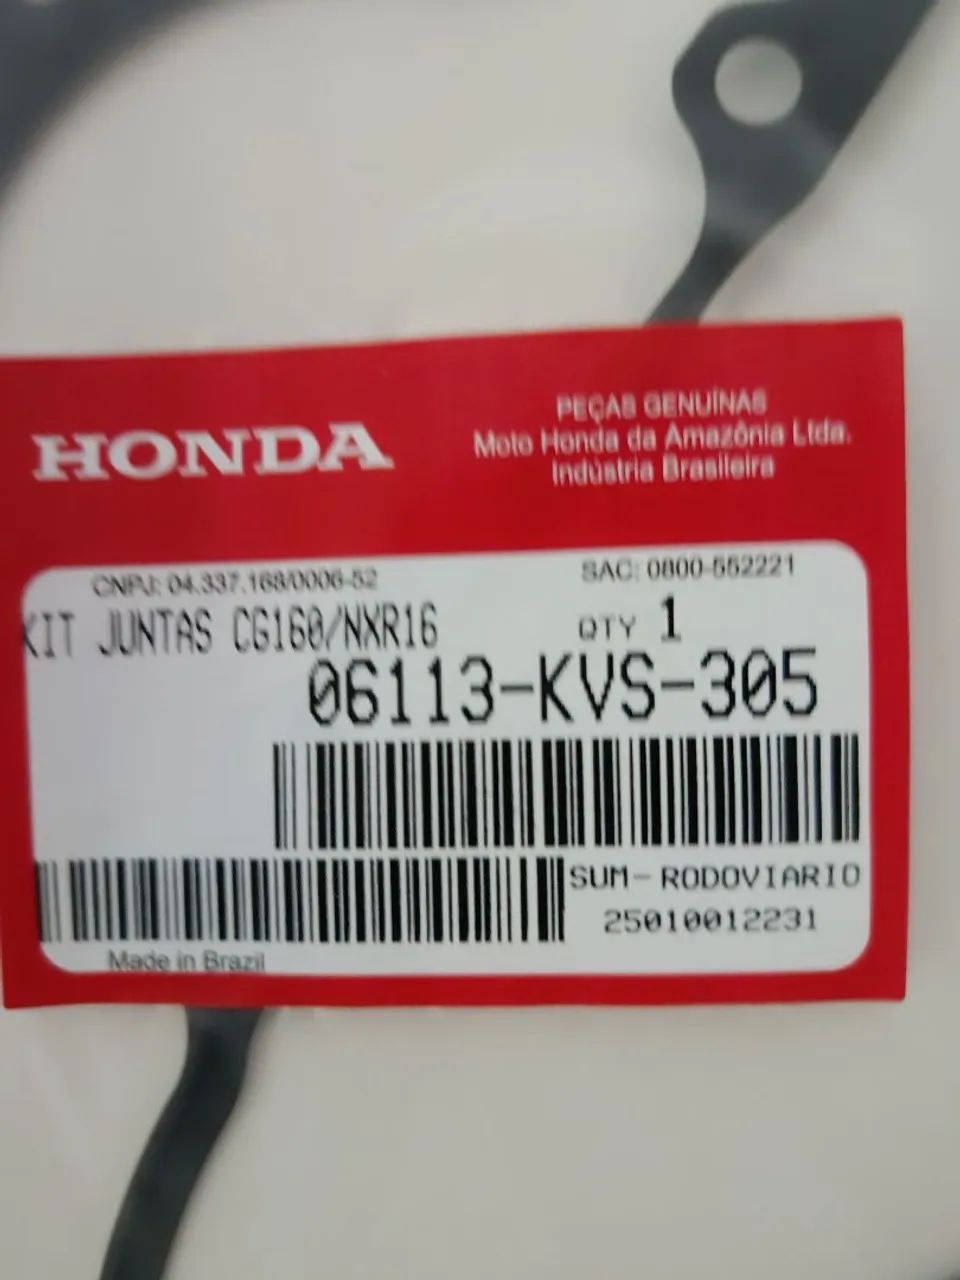 HONDA
PEÇAS GENUÍNAS
Moto Honda da Amazônia Ltda.
Indústria Brasileira
CNPJ: 04.337.168/0006-52
SAC: 0800-552221
KIT JUNTAS CG160/NXR16
QTY 1
06113-KVS-305
SUM-RODOVIARIO
25010012231
Made in Brazil